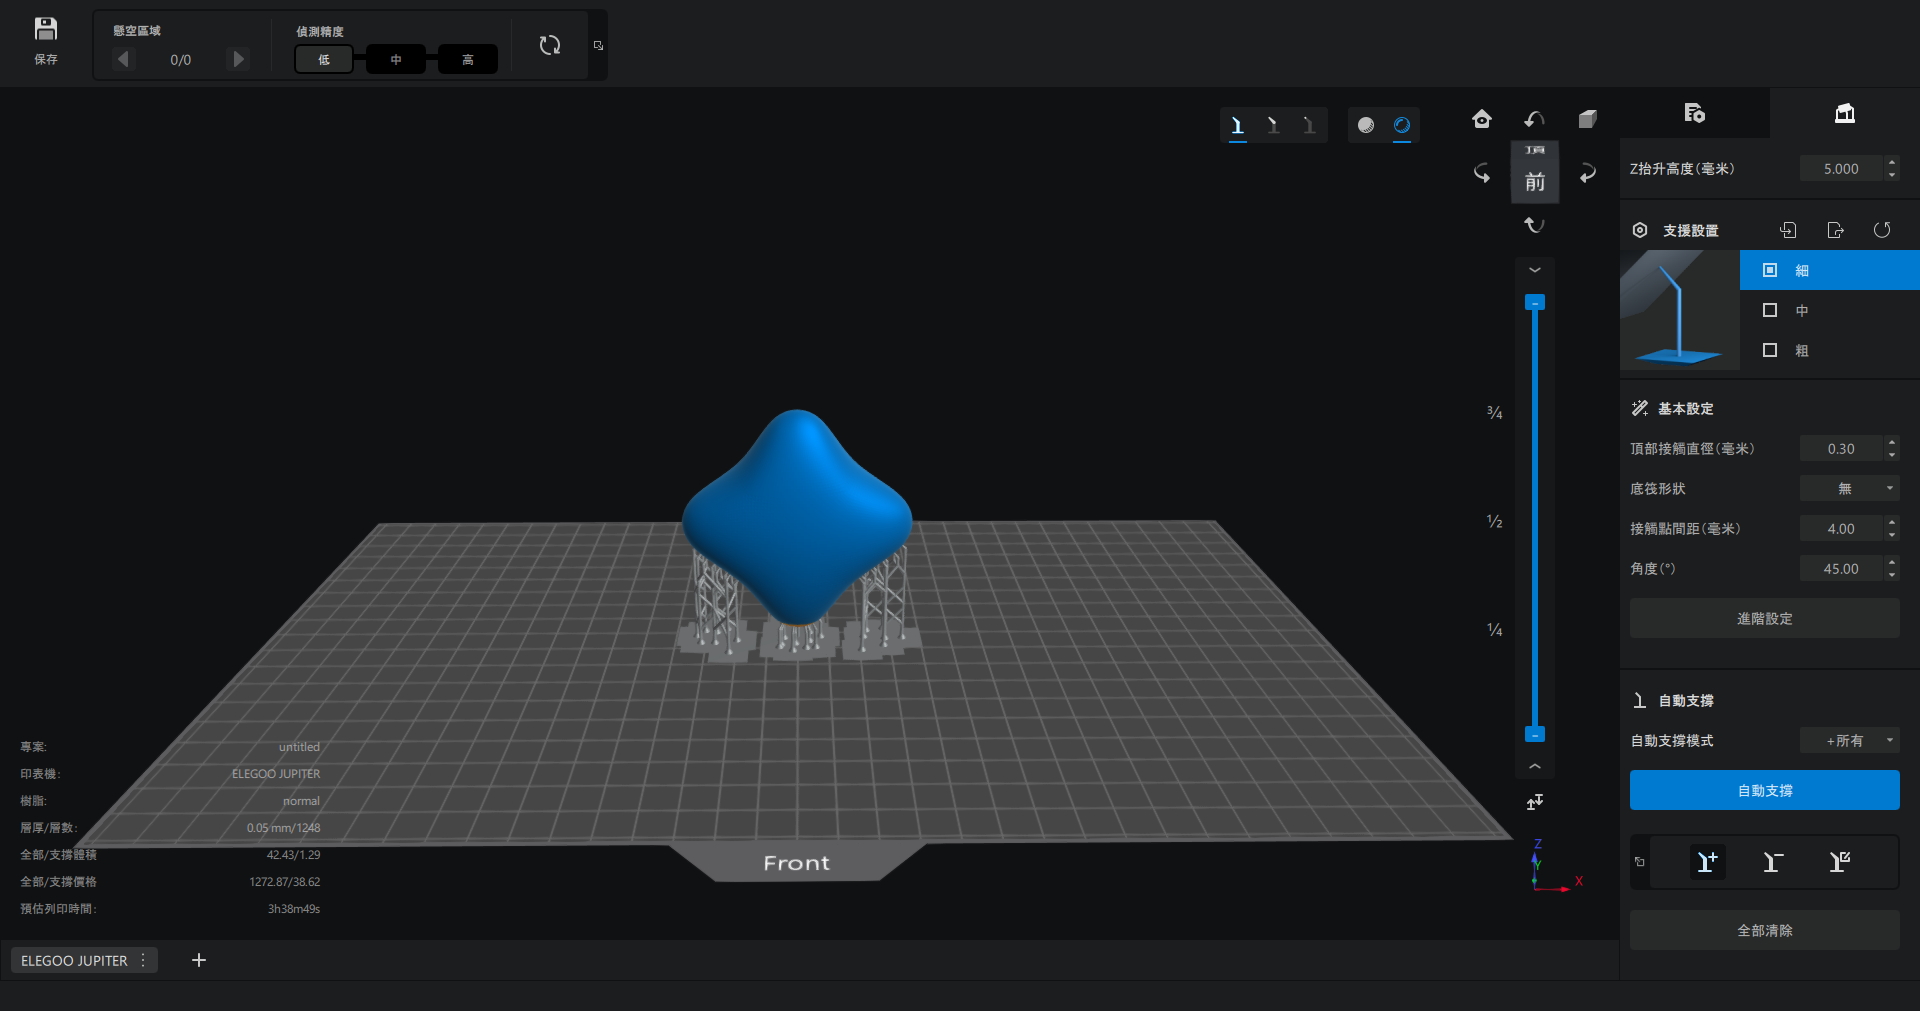 保存
懸空區域
0/0
偵測精度
低
中
高
頂
前
¾
½
¼
Z抬升高度(毫米)
5.000
支援設置
細
中
粗
基本設定
頂部接觸直徑(毫米)
0.30
底筏形狀
無
接觸點間距(毫米)
4.00
角度(°)
45.00
進階設定
自動支撐
自動支撐模式
+所有
自動支撐
全部清除
Front
Z
Y
X
專案:
untitled
印表機:
ELEGOO JUPITER
樹脂:
normal
層厚/層數:
0.05 mm/1248
全部/支撐體積
42.43/1.29
全部/支撐價格
1272.87/38.62
預估列印時間:
3h38m49s
ELEGOO JUPITER